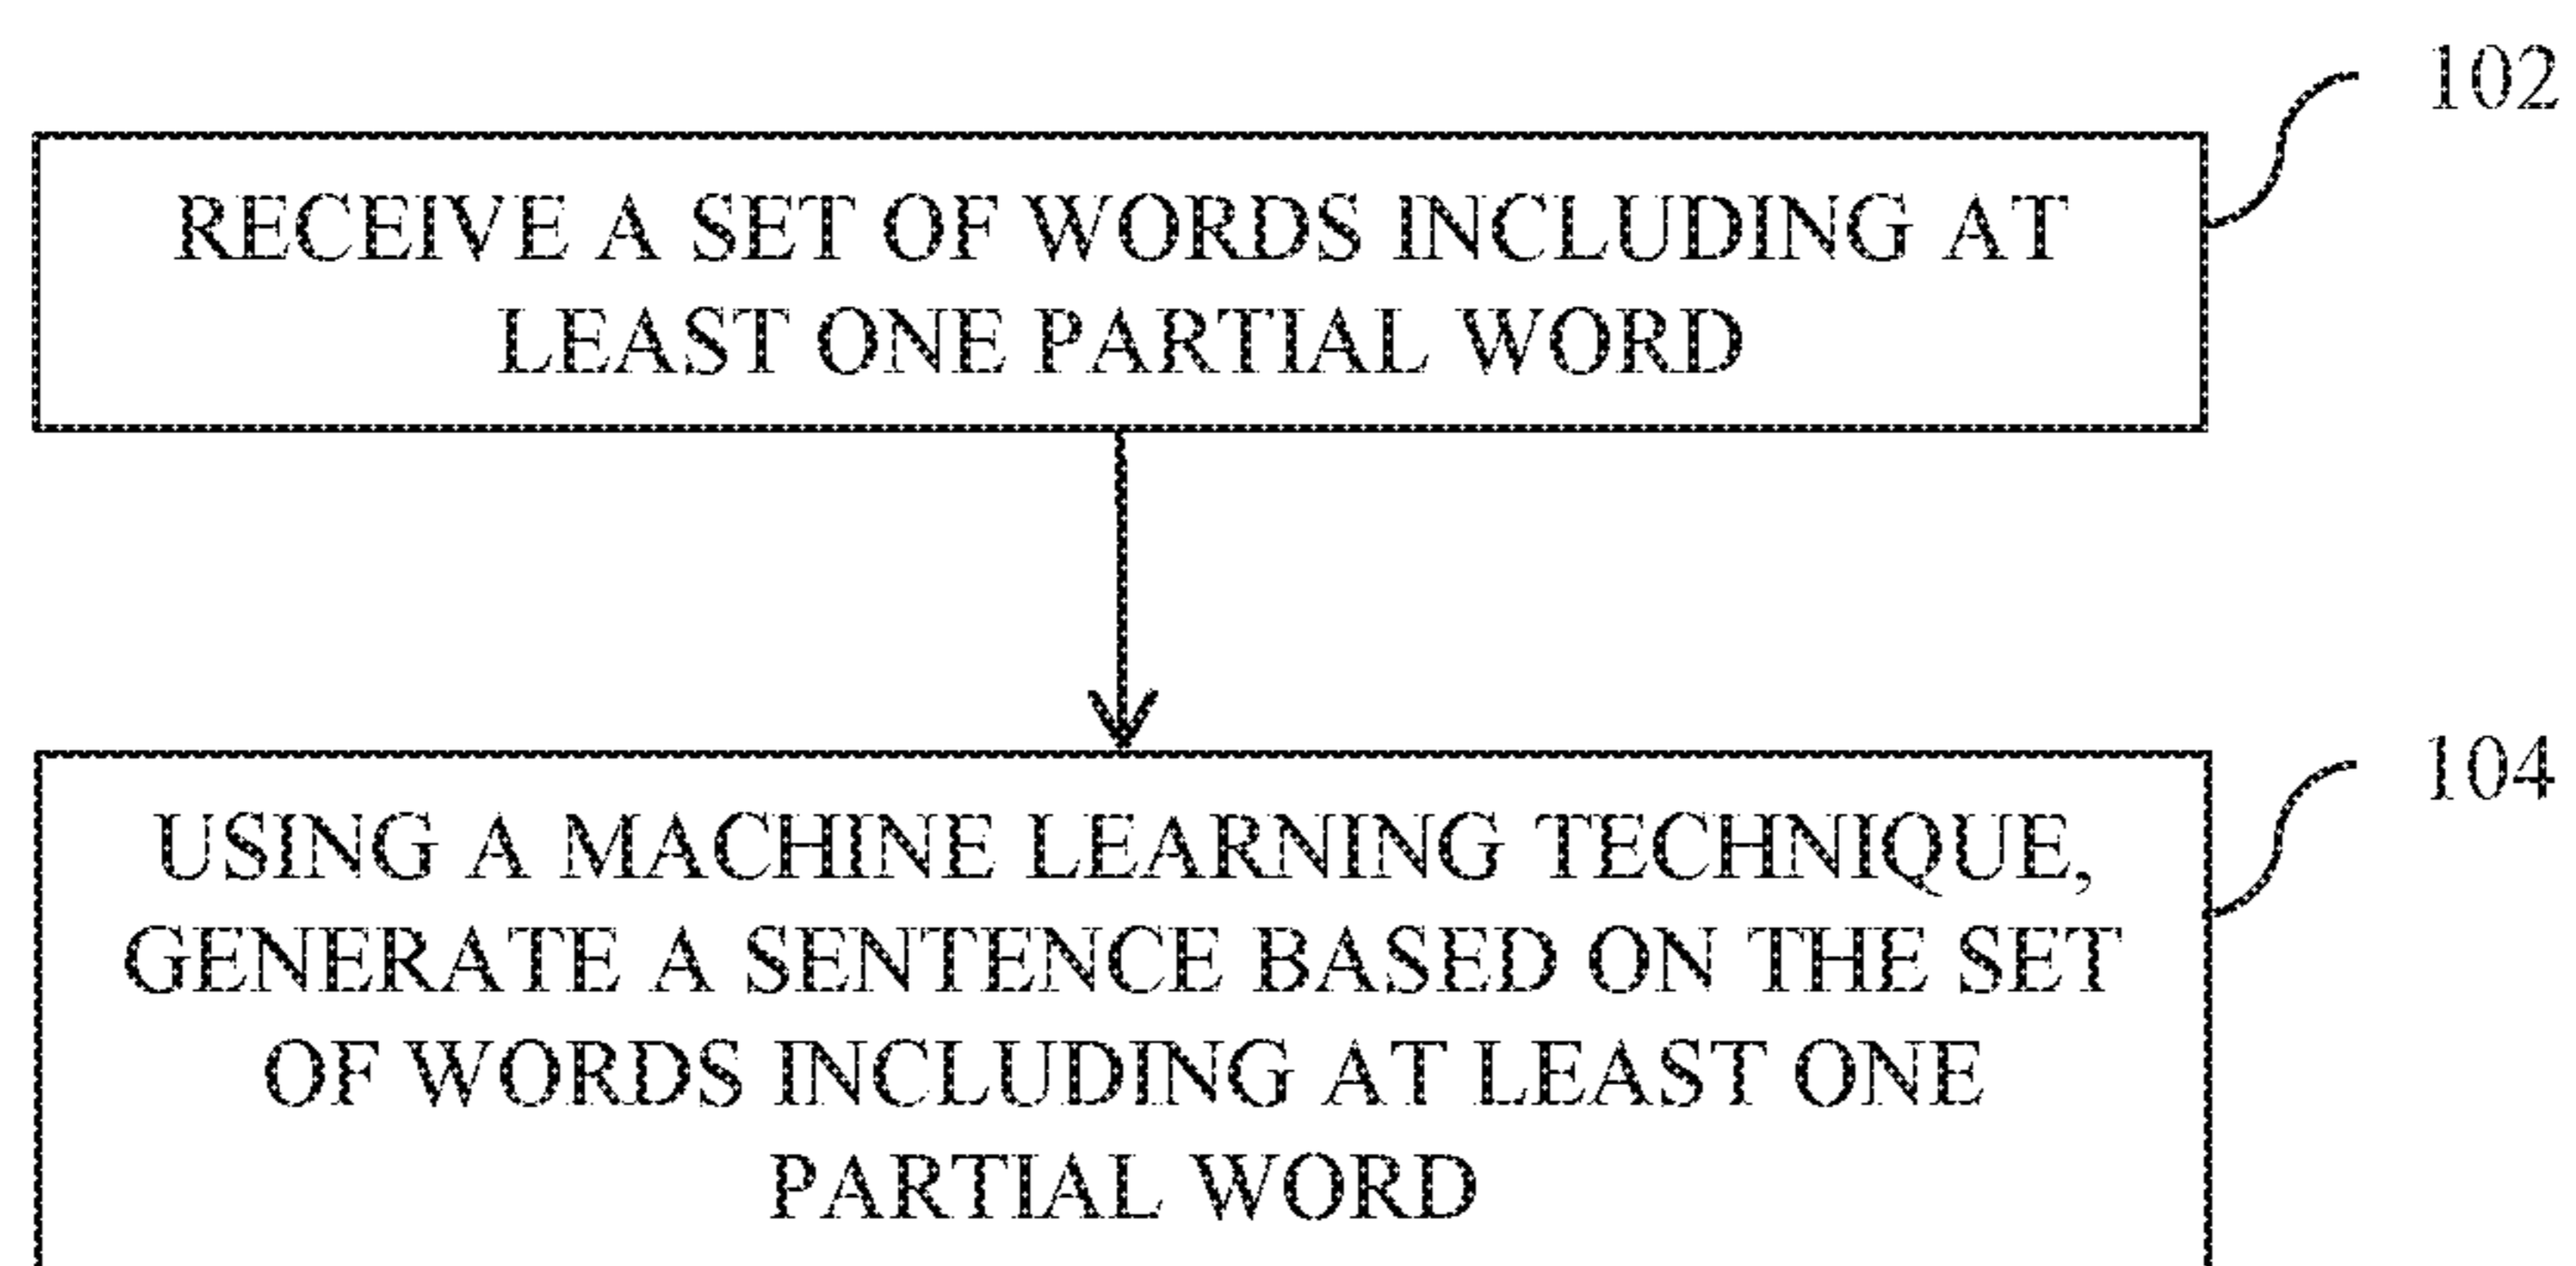 102
RECEIVE A SET OF WORDS INCLUDING AT
LEAST ONE PARTIAL WORD
104
USING A MACHINE LEARNING TECHNIQUE,
GENERATE A SENTENCE BASED ON THE SET
OF WORDS INCLUDING AT LEAST ONE
PARTIAL WORD